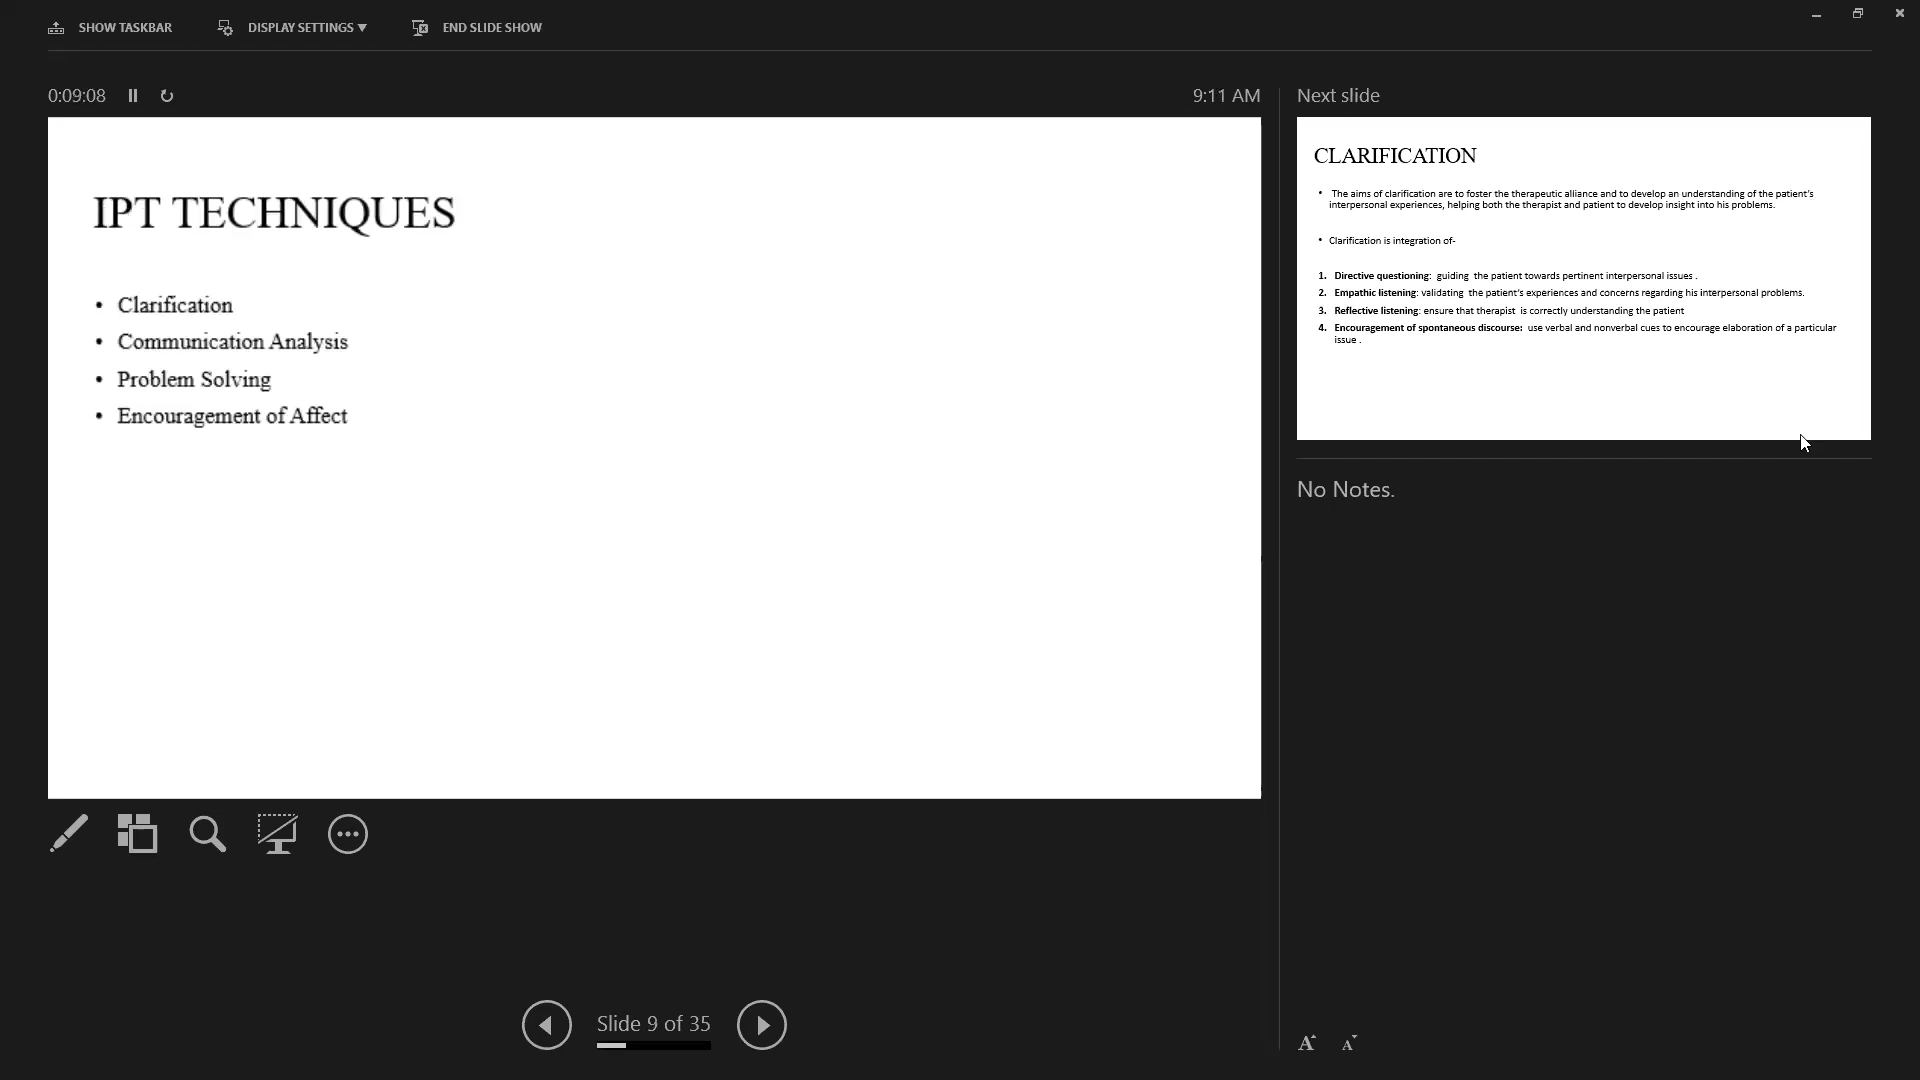 SHOW TASKBAR
DISPLAY SETTINGS ▼
END SLIDE SHOW
0:09:08
9:11 AM
IPT TECHNIQUES
• Clarification
• Communication Analysis
• Problem Solving
• Encouragement of Affect
Slide 9 of 35
Next slide
CLARIFICATION
• The aims of clarification are to foster the therapeutic alliance and to develop an understanding of the patient's
interpersonal experiences, helping both the therapist and patient to develop insight into his problems.
• Clarification is integration of-
1. Directive questioning: guiding the patient towards pertinent interpersonal issues .
2. Empathic listening: validating the patient's experiences and concerns regarding his interpersonal problems.
3. Reflective listening: ensure that therapist is correctly understanding the patient
4. Encouragement of spontaneous discourse: use verbal and nonverbal cues to encourage elaboration of a particular
issue .
No Notes.
A A